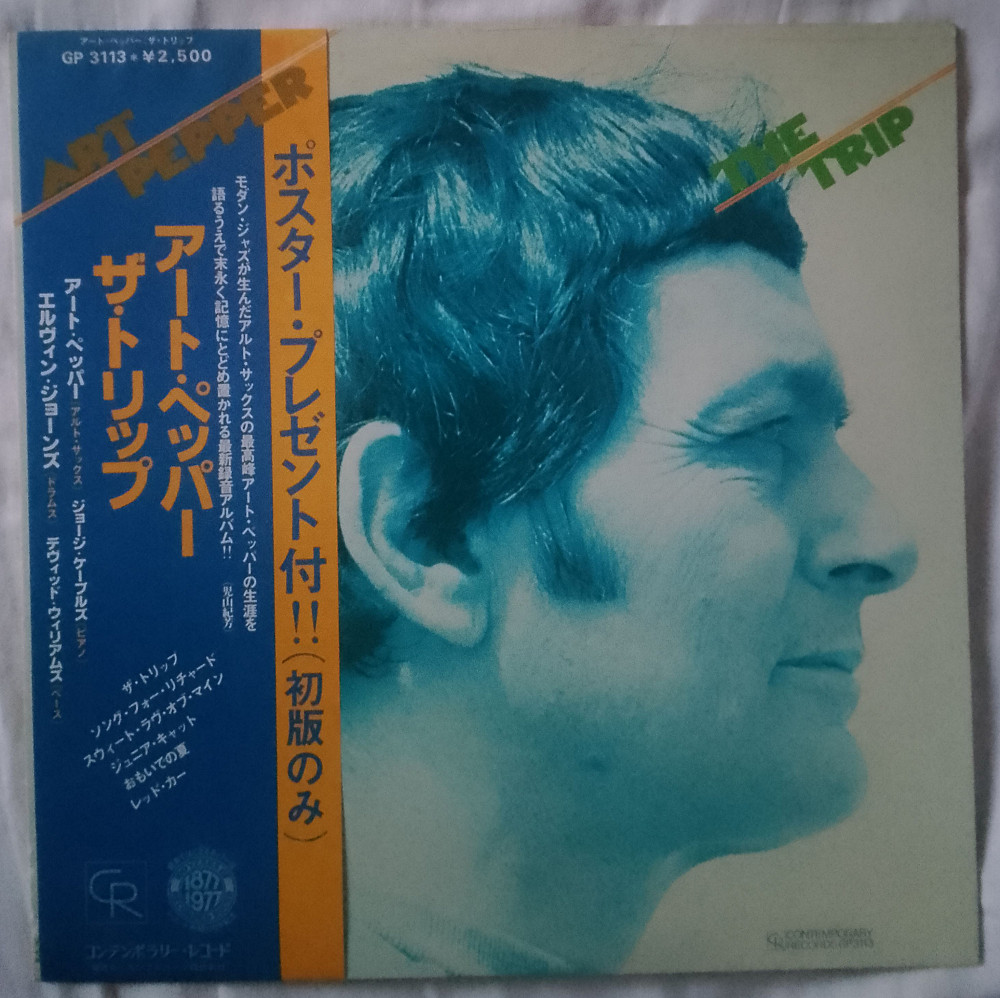 アート・ペッパー ザ・トリップ
GP 3113＊¥2,500
ART
PEPPER
THE
TRIP
ポスター・プレゼント付!!(初版のみ)
モダン・ジャズが生んだアルト・サックスの最高峰アート・ペッパーの生涯を
語るうえで末永く記憶にとどめ置かれる最新録音アルバム!!
(児山紀芳)
アート・ペッパー
ザ・トリップ
アート・ペッパー(アルト・サックス) ジョージ・ケーブルズ(ピアノ)
エルヴィン・ジョーンズ(ドラムス) デヴィッド・ウィリアムズ(ベース)
ザ・トリップ
ソング・フォー・リチャード
スウィート・ラヴ・オブ・マイン
ジュニア・キャット
おもいでの夏
レッド・カー
CR
1877
1977
コンテンポラリー・レコード
CR CONTEMPORARY
RECORDS GP3113